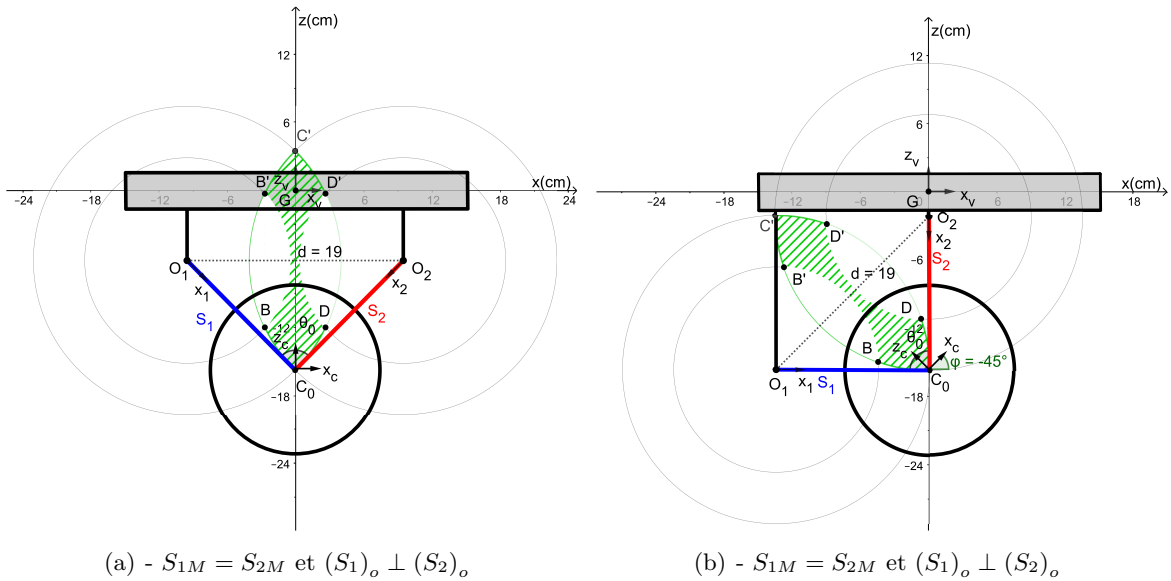 z(cm)
12
6
C'
B'
z_v
D'
x(cm)
-24
-18
-12
-6
G
x_v
12
18
24
d = 19
O_1
O_2
x_1
x_2
S_1
S_2
B
D
-12
θ_0
z_c
x_c
C_0
-18
-24
(a) - S_{1M} = S_{2M} et (S_1)_o ⊥ (S_2)_o
z(cm)
12
6
z_v
x(cm)
-24
-18
-12
-6
G
x_v
6
12
18
C'
O_2
D'
x_2
-6
S_2
d = 19
B'
D
-12
θ_0
B
z_c
x_c
φ = -45°
O_1
x_1
S_1
C_0
-18
-24
(b) - S_{1M} = S_{2M} et (S_1)_o ⊥ (S_2)_o